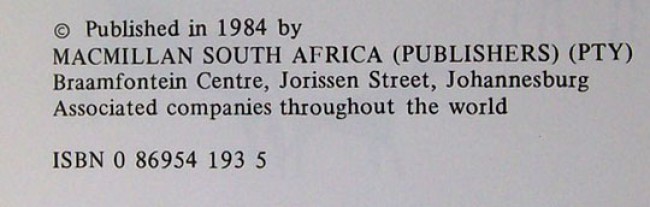 © Published in 1984 by
MACMILLAN SOUTH AFRICA (PUBLISHERS) (PTY)
Braamfontein Centre, Jorissen Street, Johannesburg
Associated companies throughout the world
ISBN 0 86954 193 5